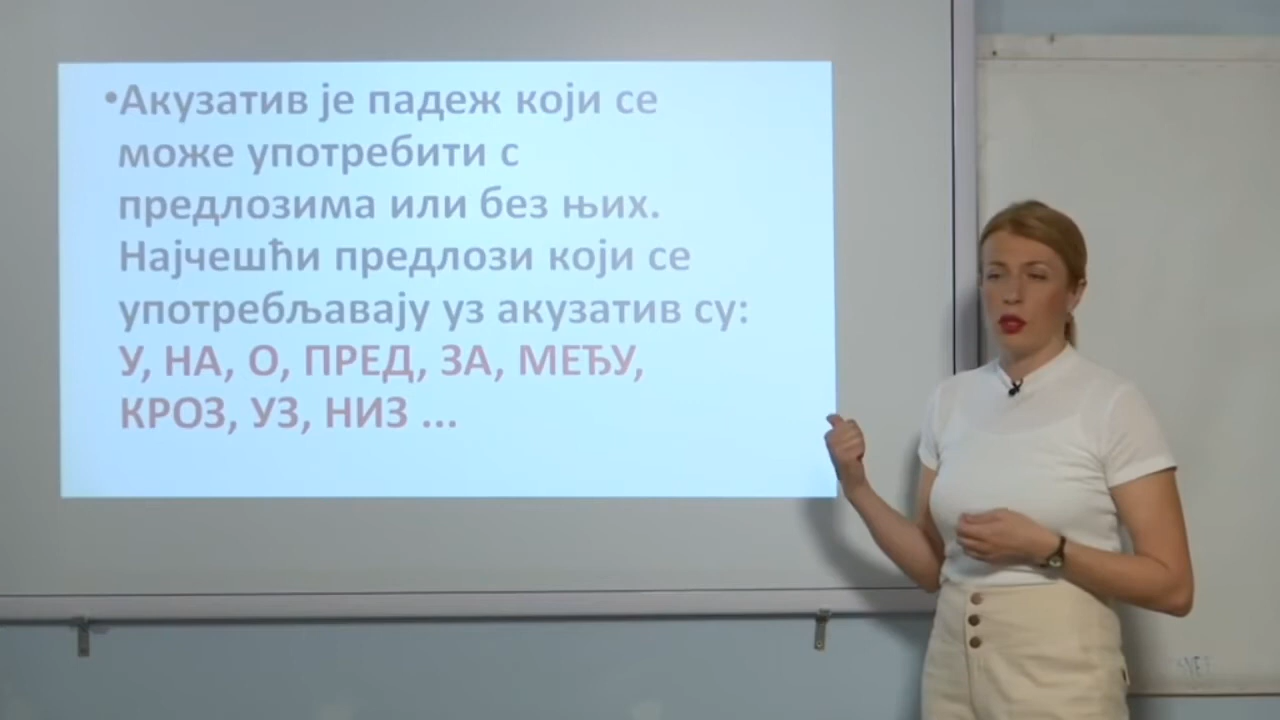 •Акузатив је падеж који се
може употребити с
предлозима или без њих.
Најчешћи предлози који се
употребљавају уз акузатив су:
У, НА, О, ПРЕД, ЗА, МЕЂУ,
КРОЗ, УЗ, НИЗ ...